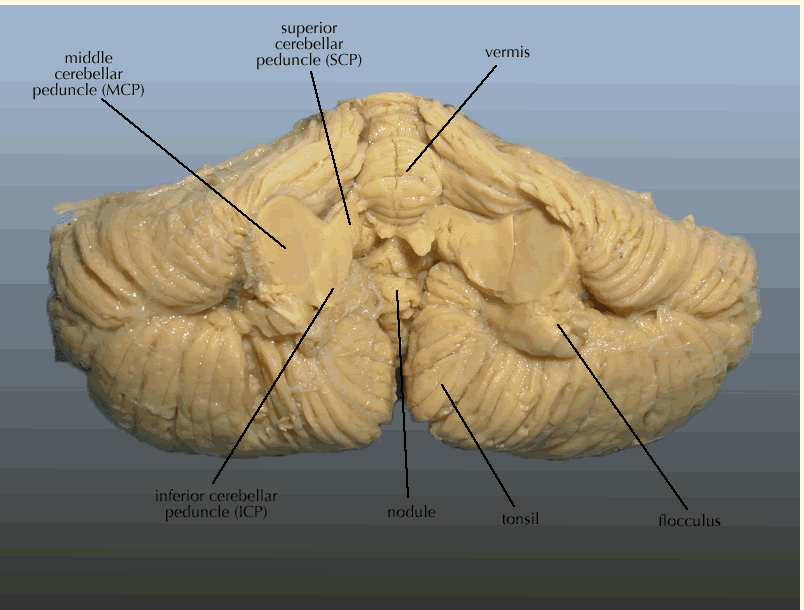 superior
cerebellar
peduncle (SCP)
middle
cerebellar
peduncle (MCP)
vermis
inferior cerebellar
peduncle (ICP)
nodule
tonsil
flocculus